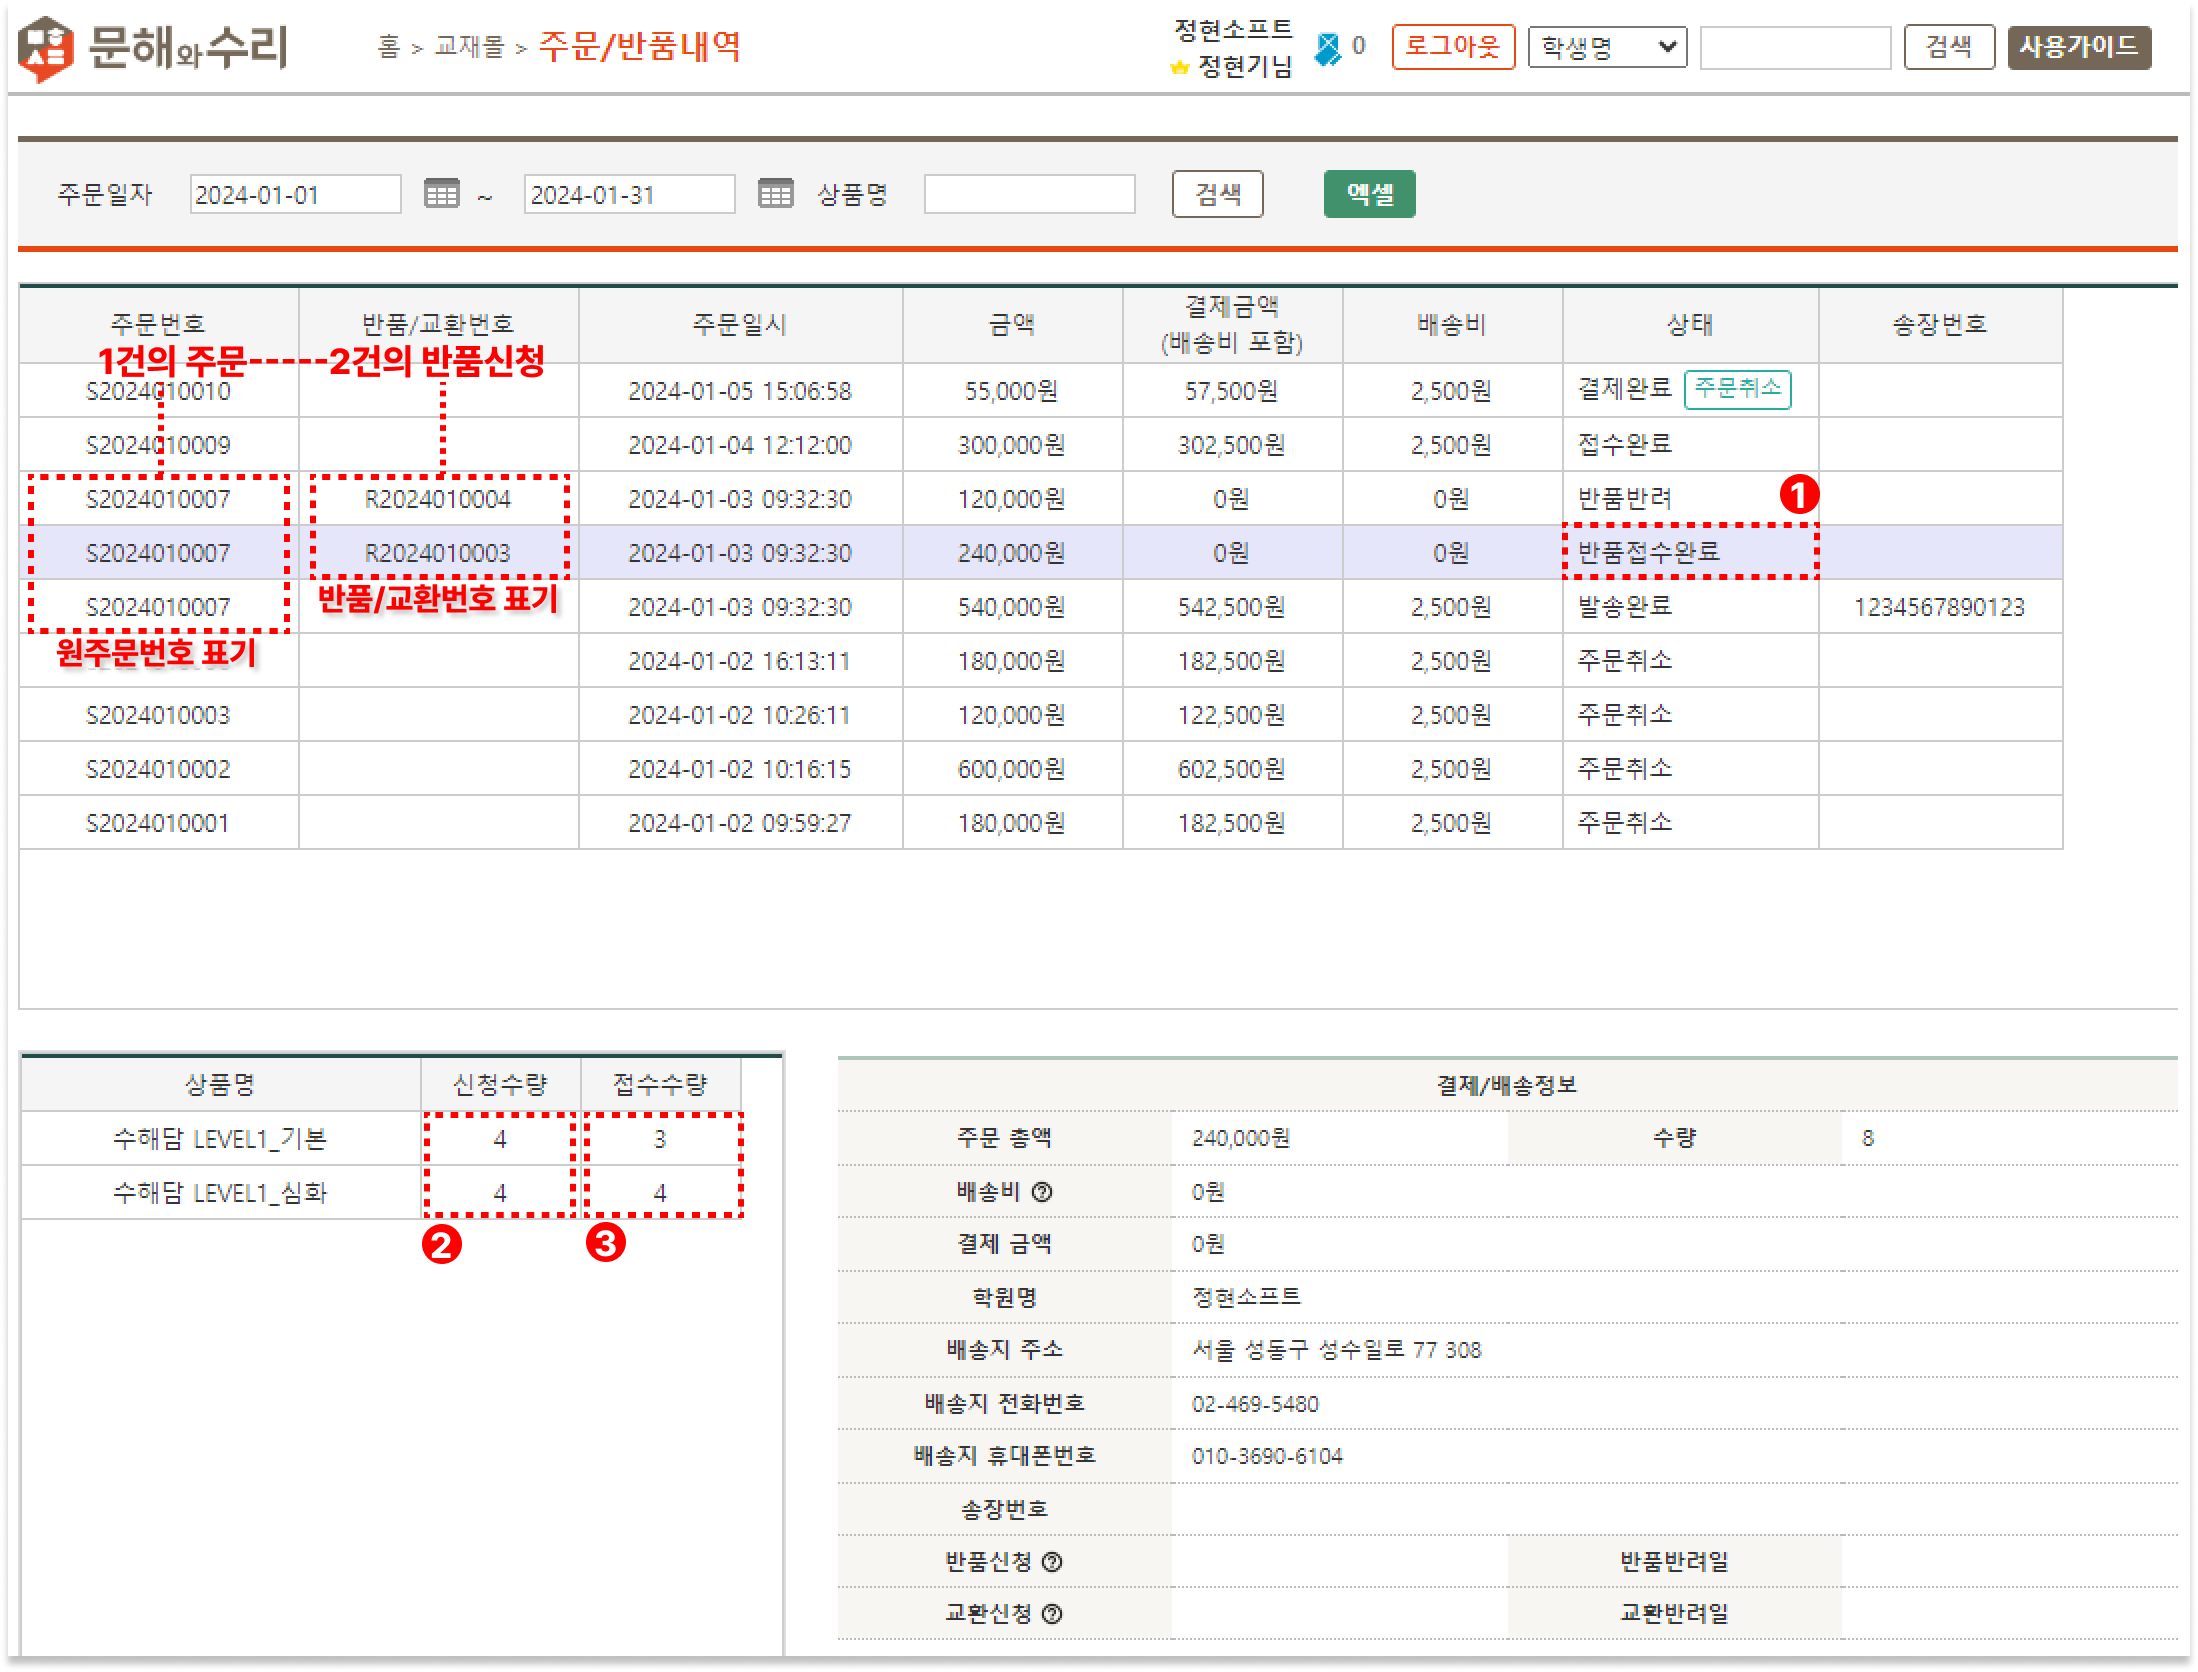 문해와수리
홈 > 교재몰 > 주문/반품내역
정현소프트
정현기님
0
로그아웃
학생명
검색
사용가이드
주문일자 2024-01-01 ~ 2024-01-31 상품명 검색 엑셀
주문번호 반품/교환번호 주문일시 금액 결제금액 (배송비 포함) 배송비 상태 송장번호
1건의 주문-----2건의 반품신청
S2024010010 2024-01-05 15:06:58 55,000원 57,500원 2,500원 결제완료 주문취소
S2024010009 2024-01-04 12:12:00 300,000원 302,500원 2,500원 접수완료
S2024010007 R2024010004 2024-01-03 09:32:30 120,000원 0원 0원 반품반려 1
S2024010007 R2024010003 2024-01-03 09:32:30 240,000원 0원 0원 반품접수완료
반품/교환번호 표기
S2024010007 2024-01-03 09:32:30 540,000원 542,500원 2,500원 발송완료 1234567890123
원주문번호 표기
2024-01-02 16:13:11 180,000원 182,500원 2,500원 주문취소
S2024010003 2024-01-02 10:26:11 120,000원 122,500원 2,500원 주문취소
S2024010002 2024-01-02 10:16:15 600,000원 602,500원 2,500원 주문취소
S2024010001 2024-01-02 09:59:27 180,000원 182,500원 2,500원 주문취소
상품명 신청수량 접수수량
수해담 LEVEL1_기본 4 3
수해담 LEVEL1_심화 4 4
2 3
결제/배송정보
주문 총액 240,000원 수량 8
배송비 ? 0원
결제 금액 0원
학원명 정현소프트
배송지 주소 서울 성동구 성수일로 77 308
배송지 전화번호 02-469-5480
배송지 휴대폰번호 010-3690-6104
송장번호
반품신청 ? 반품반려일
교환신청 ? 교환반려일